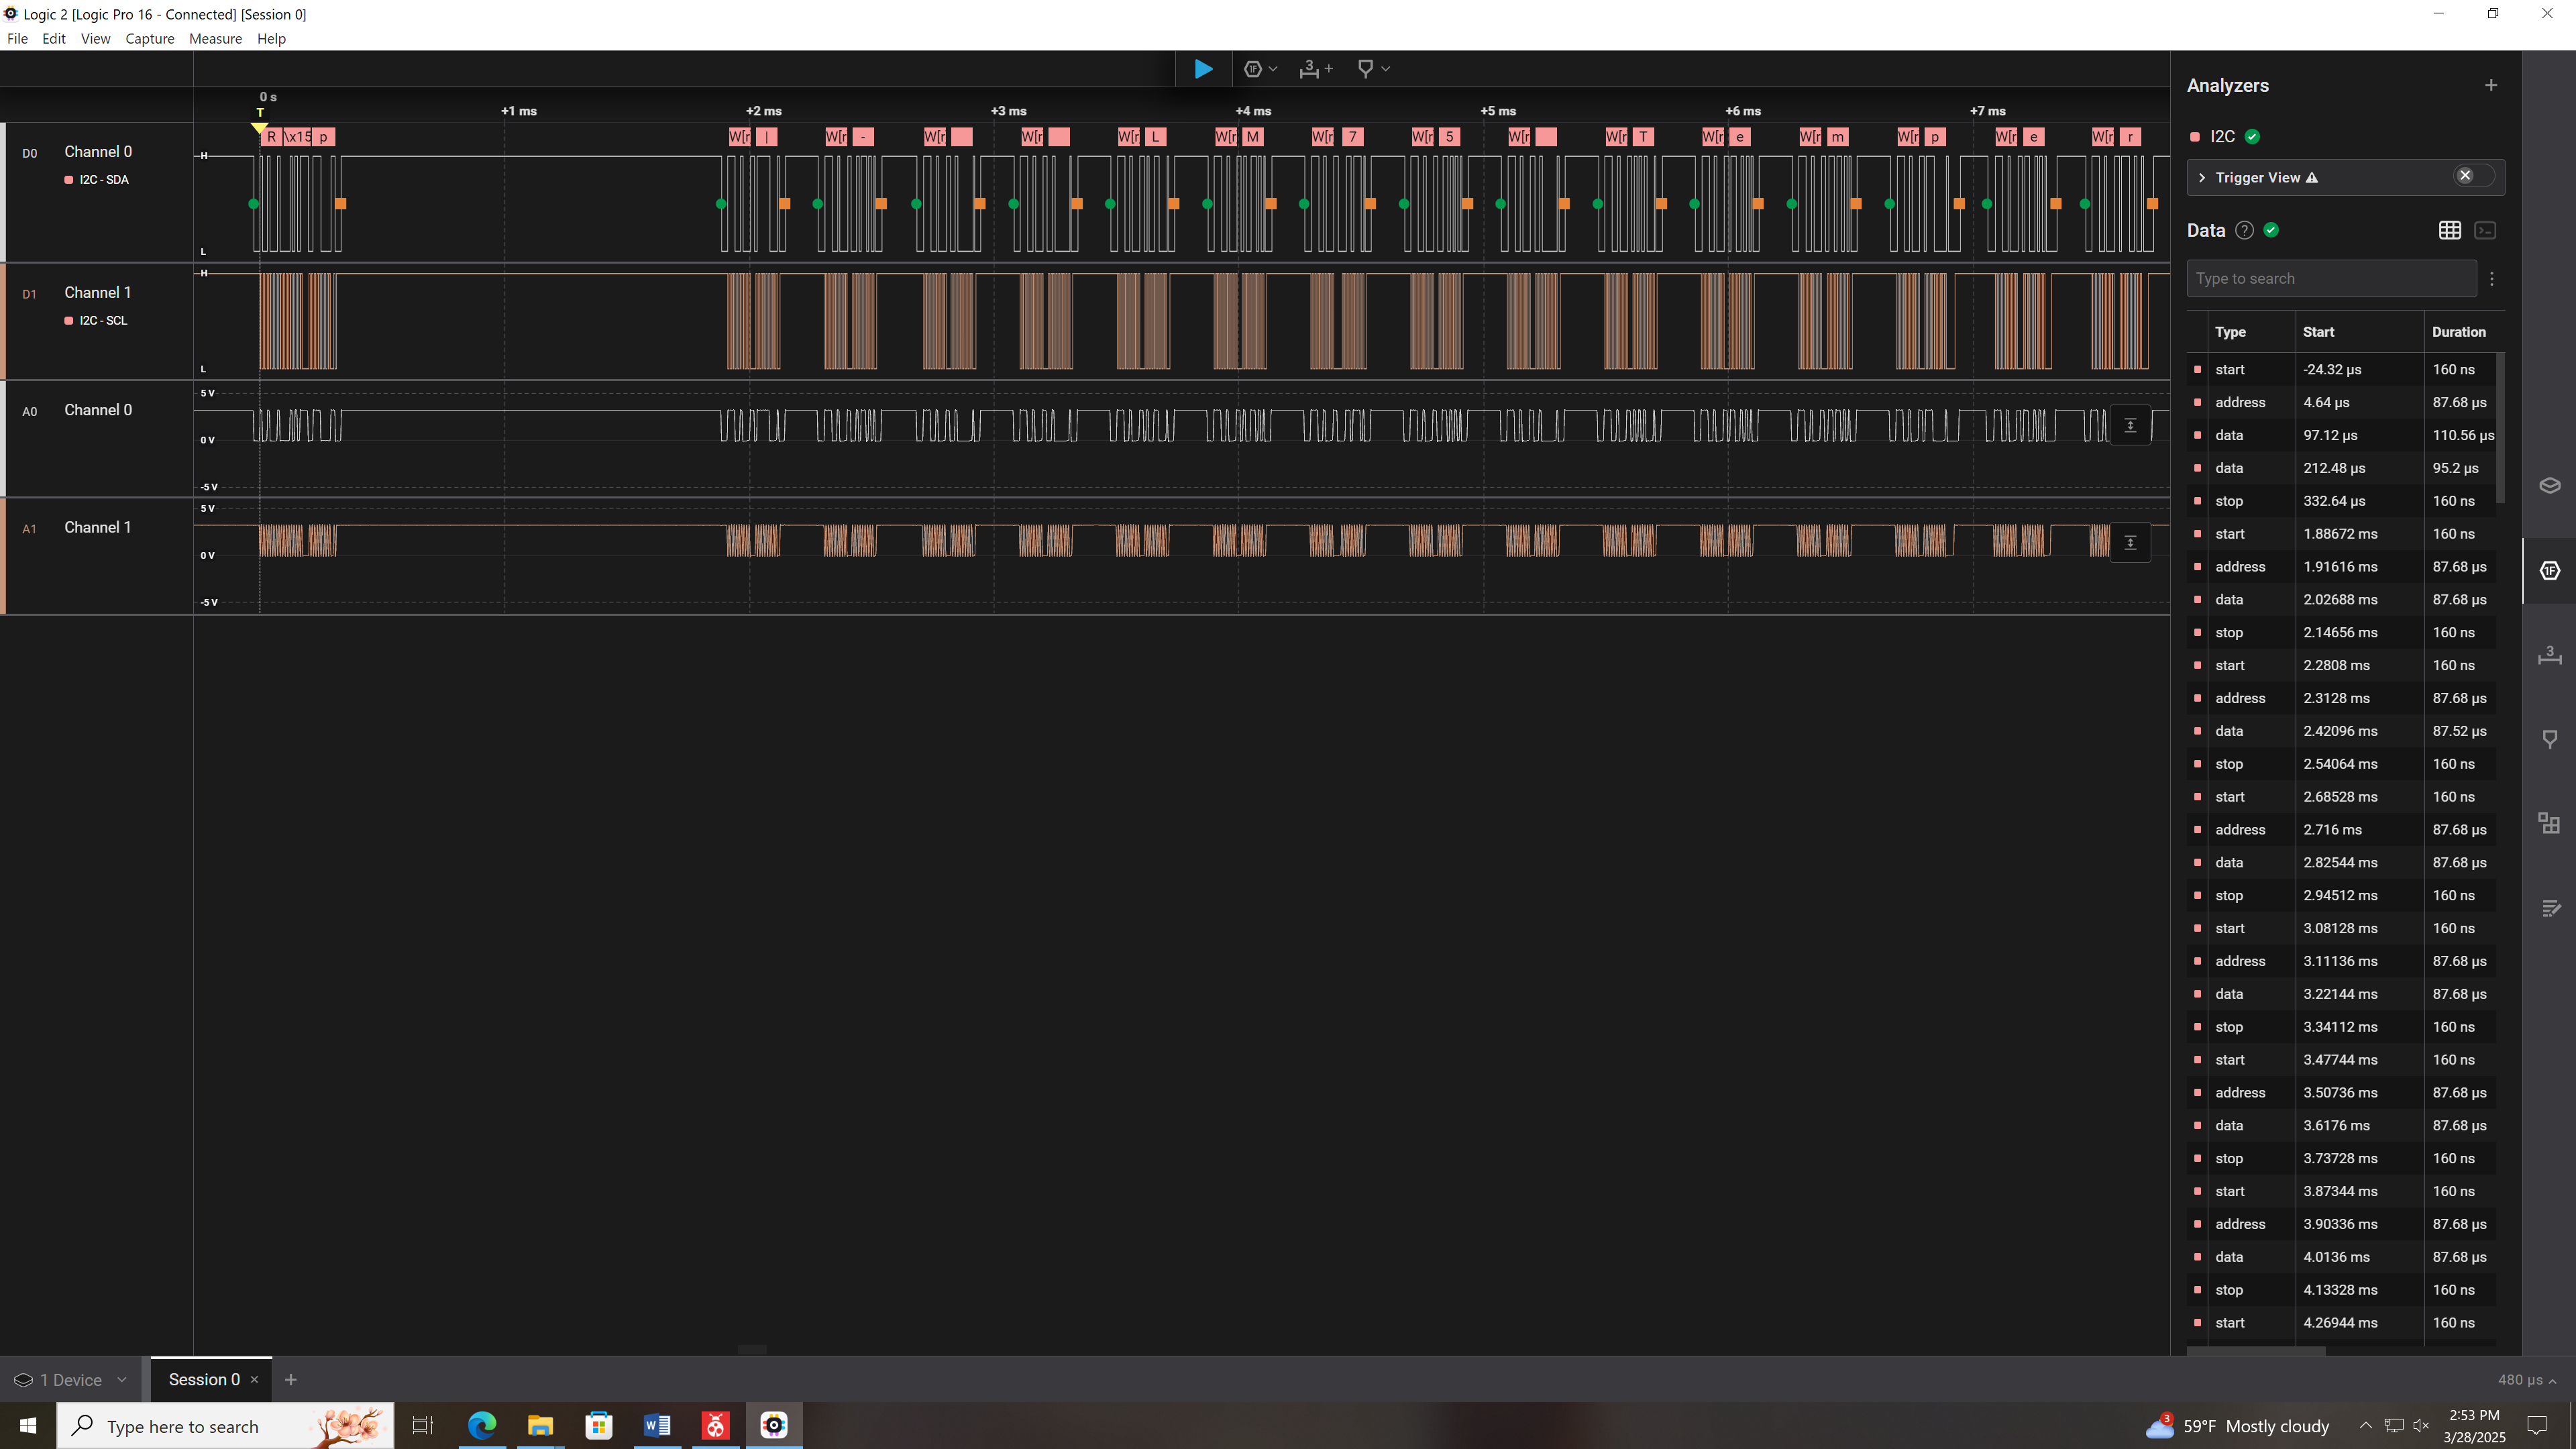 Logic 2 [Logic Pro 16 - Connected] [Session 0]
File Edit View Capture Measure Help
0 s
T
+1 ms +2 ms +3 ms +4 ms +5 ms +6 ms +7 ms
R \x15 p W[r | W[r - W[r W[r W[r L W[r M W[r 7 W[r 5 W[r W[r T W[r e W[r m W[r p W[r e W[r r
D0 Channel 0
I2C - SDA
H
L
D1 Channel 1
I2C - SCL
H
L
A0 Channel 0
5 V
0 V
-5 V
A1 Channel 1
5 V
0 V
-5 V
Analyzers
I2C
Trigger View
Data
Type to search
Type Start Duration
start -24.32 µs 160 ns
address 4.64 µs 87.68 µs
data 97.12 µs 110.56 µs
data 212.48 µs 95.2 µs
stop 332.64 µs 160 ns
start 1.88672 ms 160 ns
address 1.91616 ms 87.68 µs
data 2.02688 ms 87.68 µs
stop 2.14656 ms 160 ns
start 2.2808 ms 160 ns
address 2.3128 ms 87.68 µs
data 2.42096 ms 87.52 µs
stop 2.54064 ms 160 ns
start 2.68528 ms 160 ns
address 2.716 ms 87.68 µs
data 2.82544 ms 87.68 µs
stop 2.94512 ms 160 ns
start 3.08128 ms 160 ns
address 3.11136 ms 87.68 µs
data 3.22144 ms 87.68 µs
stop 3.34112 ms 160 ns
start 3.47744 ms 160 ns
address 3.50736 ms 87.68 µs
data 3.6176 ms 87.68 µs
stop 3.73728 ms 160 ns
start 3.87344 ms 160 ns
address 3.90336 ms 87.68 µs
data 4.0136 ms 87.68 µs
stop 4.13328 ms 160 ns
start 4.26944 ms 160 ns
1 Device
Session 0
480 µs
Type here to search
3
59°F Mostly cloudy
2:53 PM
3/28/2025